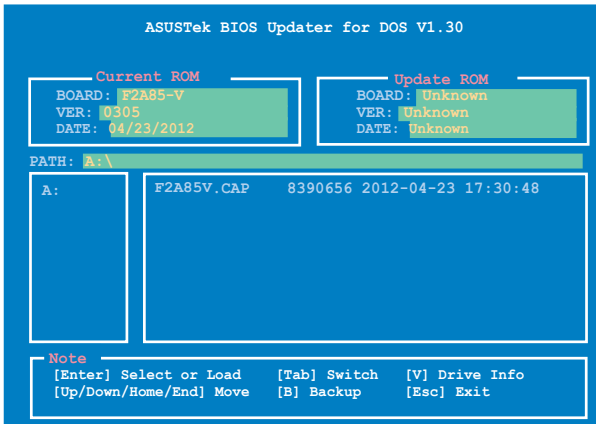 ASUSTek BIOS Updater for DOS V1.30
Current ROM
BOARD: F2A85-V
VER: 0305
DATE: 04/23/2012
Update ROM
BOARD: Unknown
VER: Unknown
DATE: Unknown
PATH: A:\
A:
F2A85V.CAP 8390656 2012-04-23 17:30:48
Note
[Enter] Select or Load [Tab] Switch [V] Drive Info
[Up/Down/Home/End] Move [B] Backup [Esc] Exit